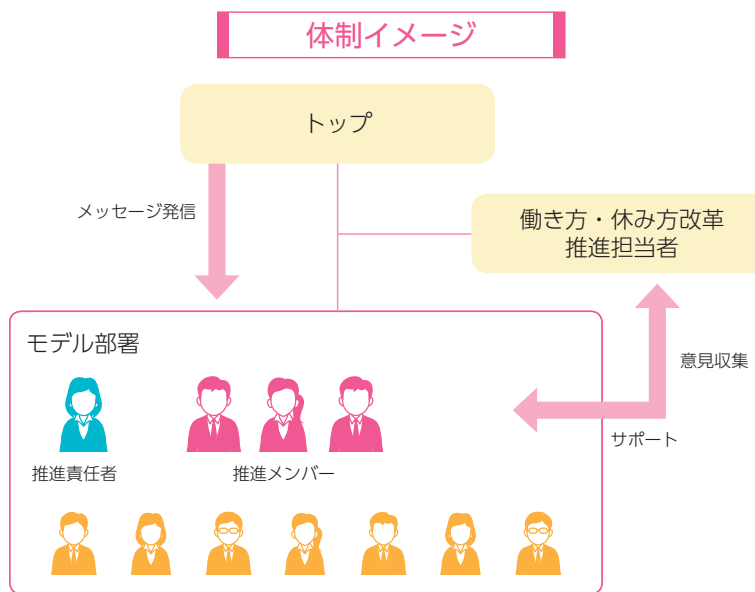 体制イメージ
トップ
メッセージ発信
働き方・休み方改革
推進担当者
モデル部署
意見収集
サポート
推進責任者
推進メンバー